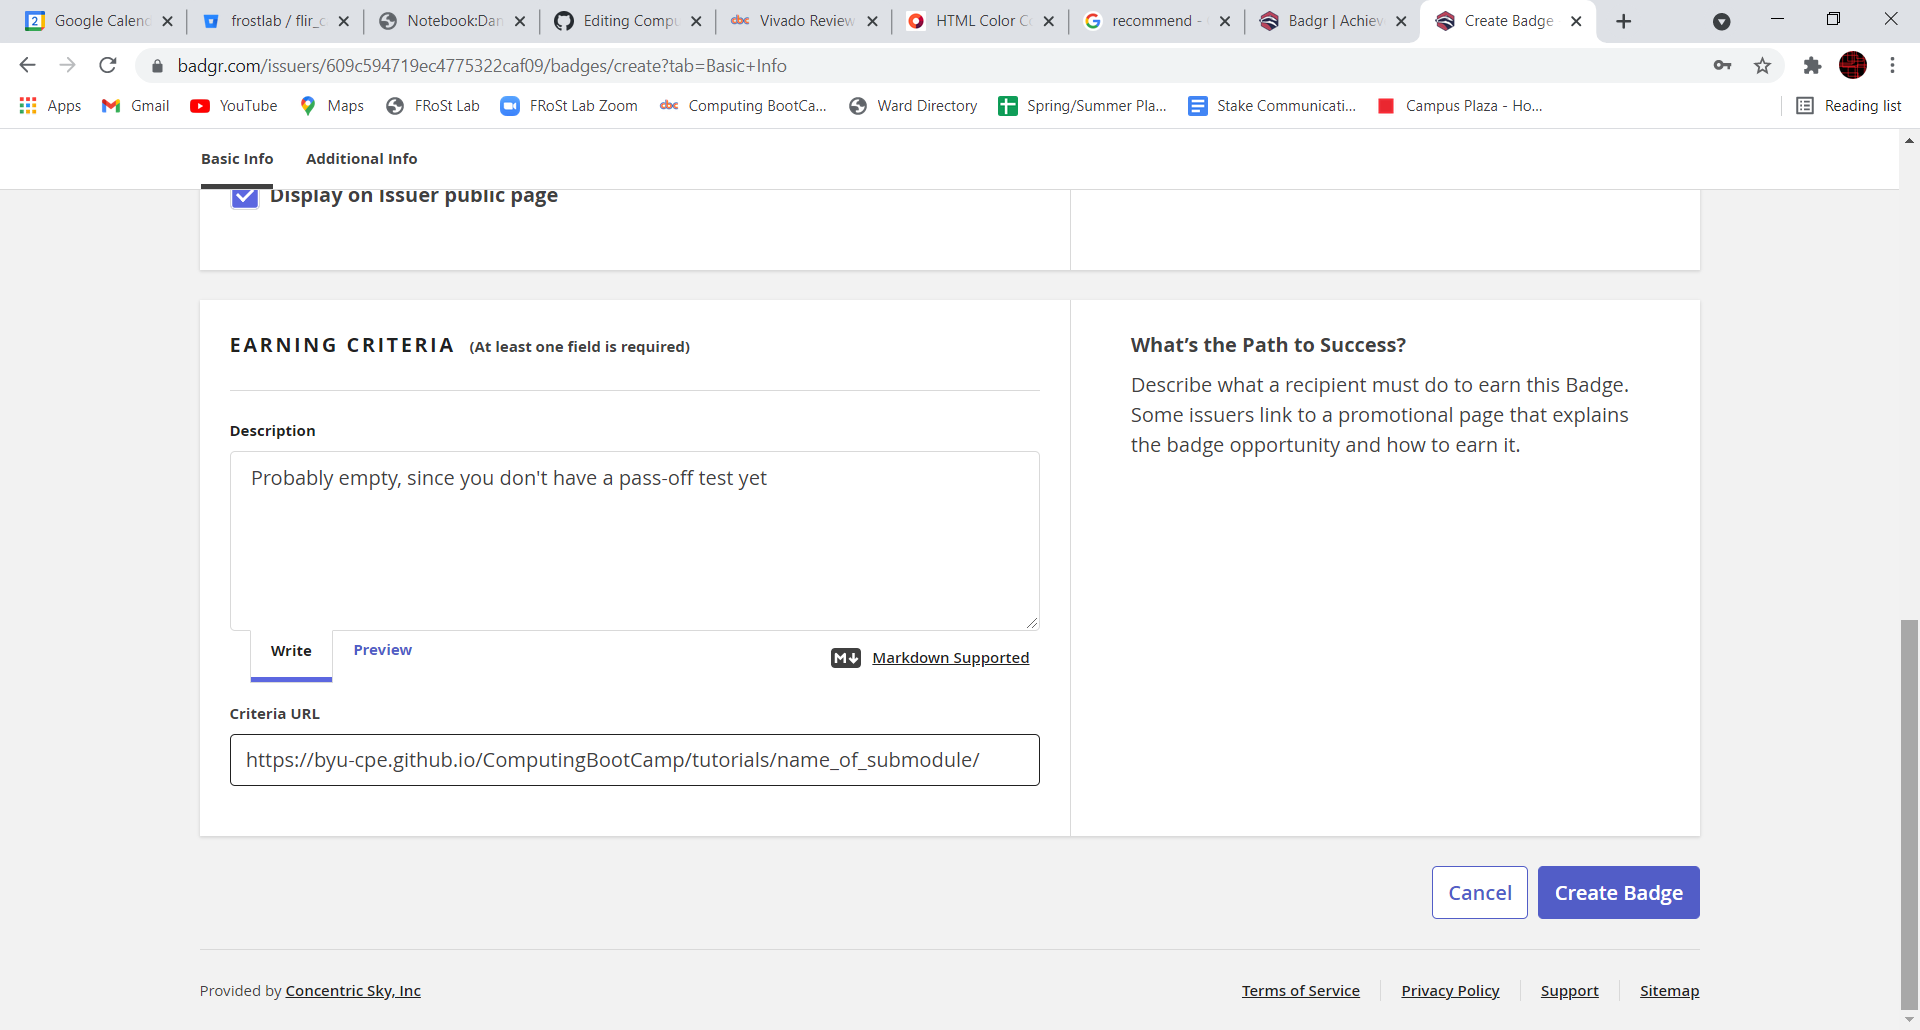 Google Calend
frostlab / flir_c
Notebook:Dan
Editing Compu
dbc Vivado Review
HTML Color Co
recommend - G
Badgr | Achiev
Create Badge
badgr.com/issuers/609c594719ec4775322caf09/badges/create?tab=Basic+Info
Apps
Gmail
YouTube
Maps
FRoSt Lab
FRoSt Lab Zoom
dbc Computing BootCa...
Ward Directory
Spring/Summer Pla...
Stake Communicati...
Campus Plaza - Ho...
Reading list
Basic Info
Additional Info
Display on Issuer public page
EARNING CRITERIA (At least one field is required)
Description
Probably empty, since you don't have a pass-off test yet
Write
Preview
Markdown Supported
Criteria URL
https://byu-cpe.github.io/ComputingBootCamp/tutorials/name_of_submodule/
What’s the Path to Success?
Describe what a recipient must do to earn this Badge.
Some issuers link to a promotional page that explains
the badge opportunity and how to earn it.
Cancel
Create Badge
Provided by Concentric Sky, Inc
Terms of Service
Privacy Policy
Support
Sitemap